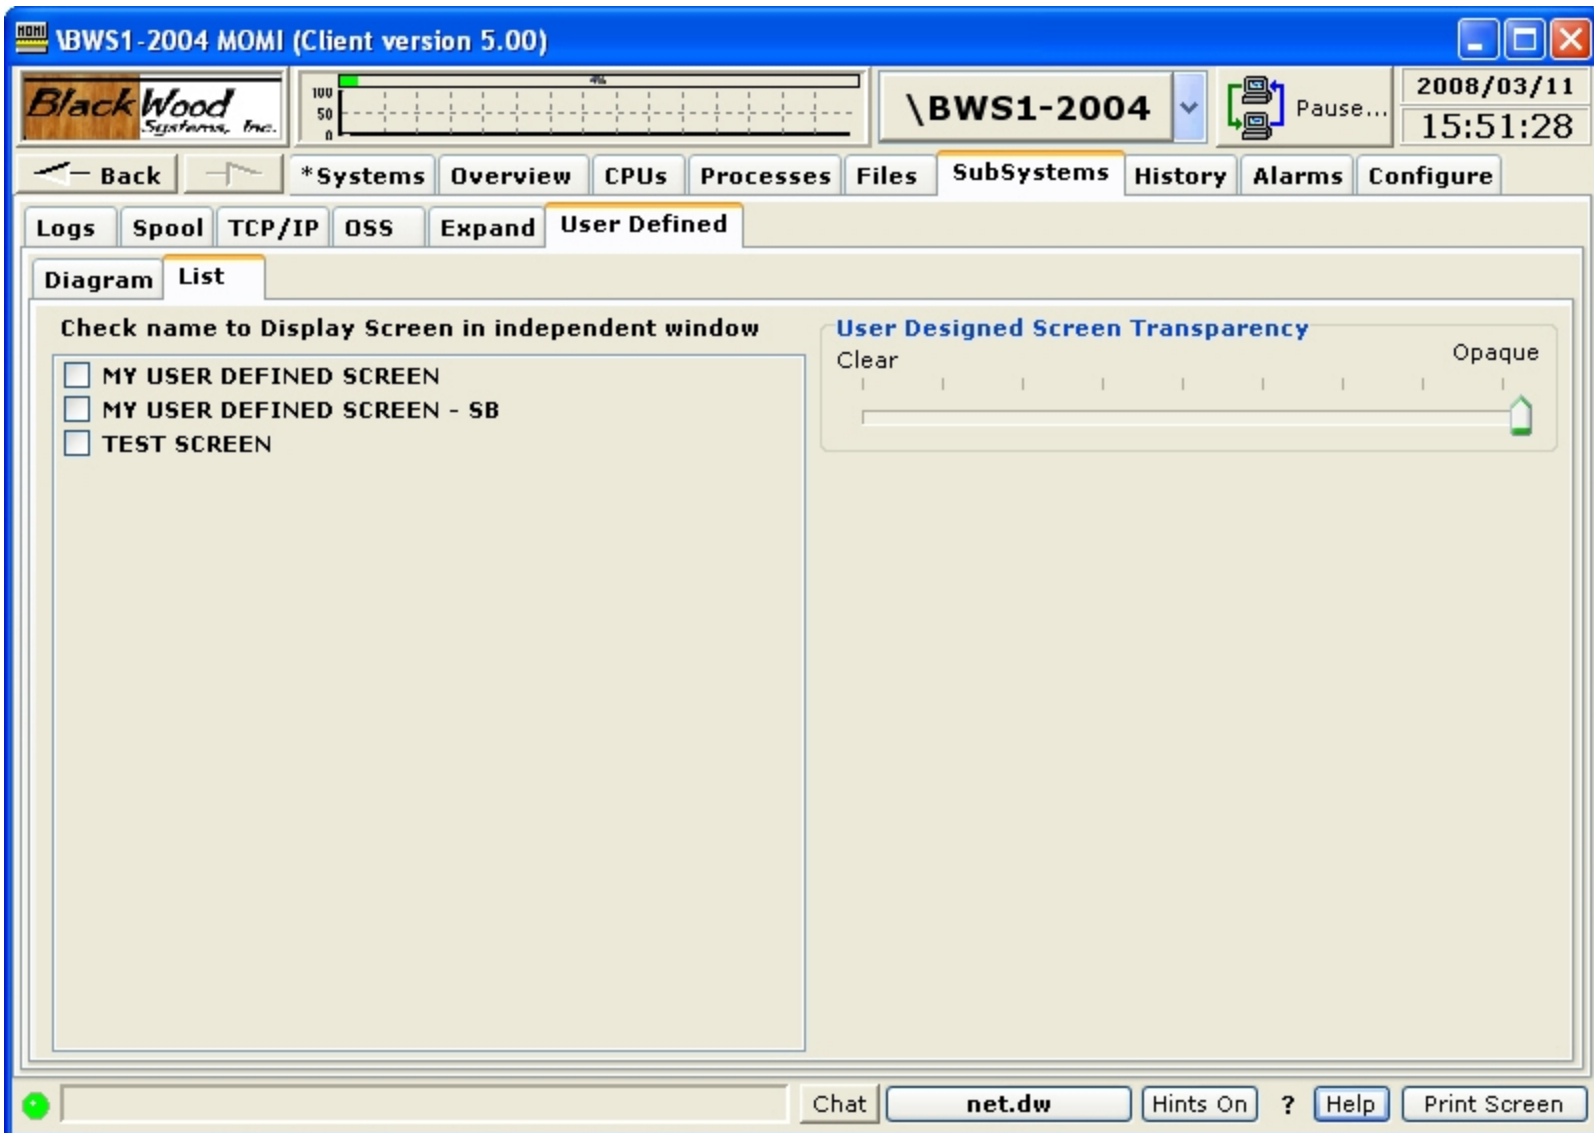 MOMI
\BWS1-2004 MOMI (Client version 5.00)
BlackWood
Systems, Inc.
4%
100
50
0
\BWS1-2004
Pause...
2008/03/11
15:51:28
Back
*Systems
Overview
CPUs
Processes
Files
SubSystems
History
Alarms
Configure
Logs
Spool
TCP/IP
OSS
Expand
User Defined
Diagram
List
Check name to Display Screen in independent window
MY USER DEFINED SCREEN
MY USER DEFINED SCREEN - SB
TEST SCREEN
User Designed Screen Transparency
Clear
Opaque
Chat
net.dw
Hints On
?
Help
Print Screen